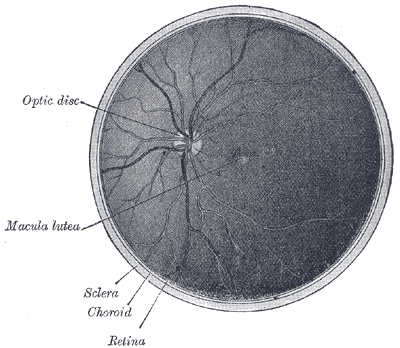 Optic disc
Macula lutea
Sclera
Choroid
Retina